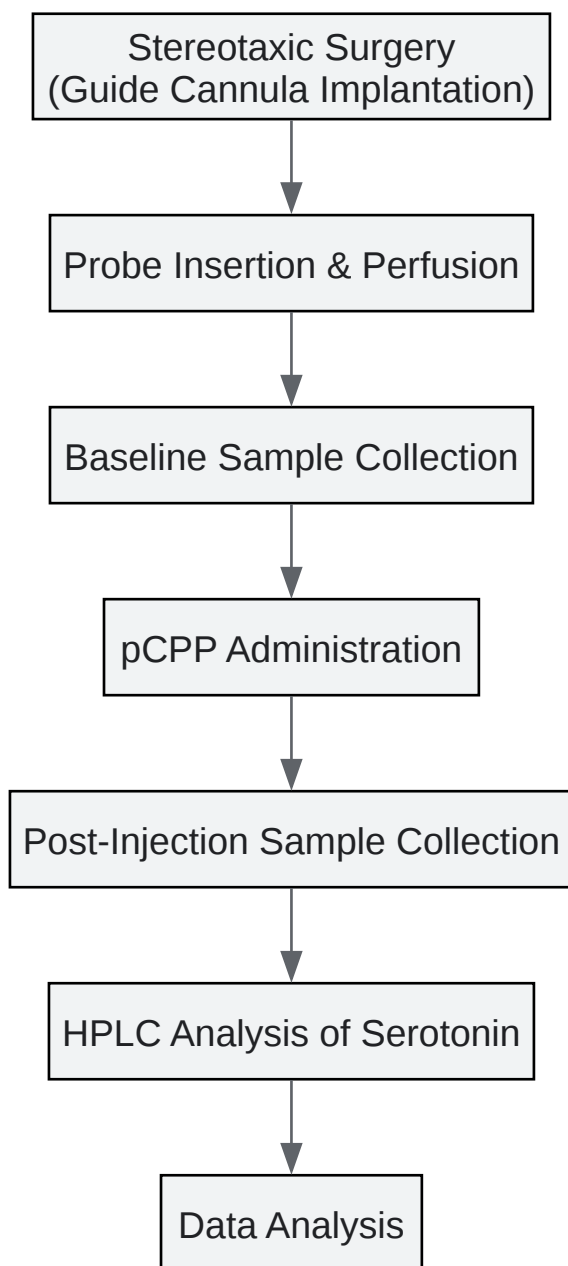 Stereotaxic Surgery
(Guide Cannula Implantation)
Probe Insertion & Perfusion
Baseline Sample Collection
pCPP Administration
Post-Injection Sample Collection
HPLC Analysis of Serotonin
Data Analysis